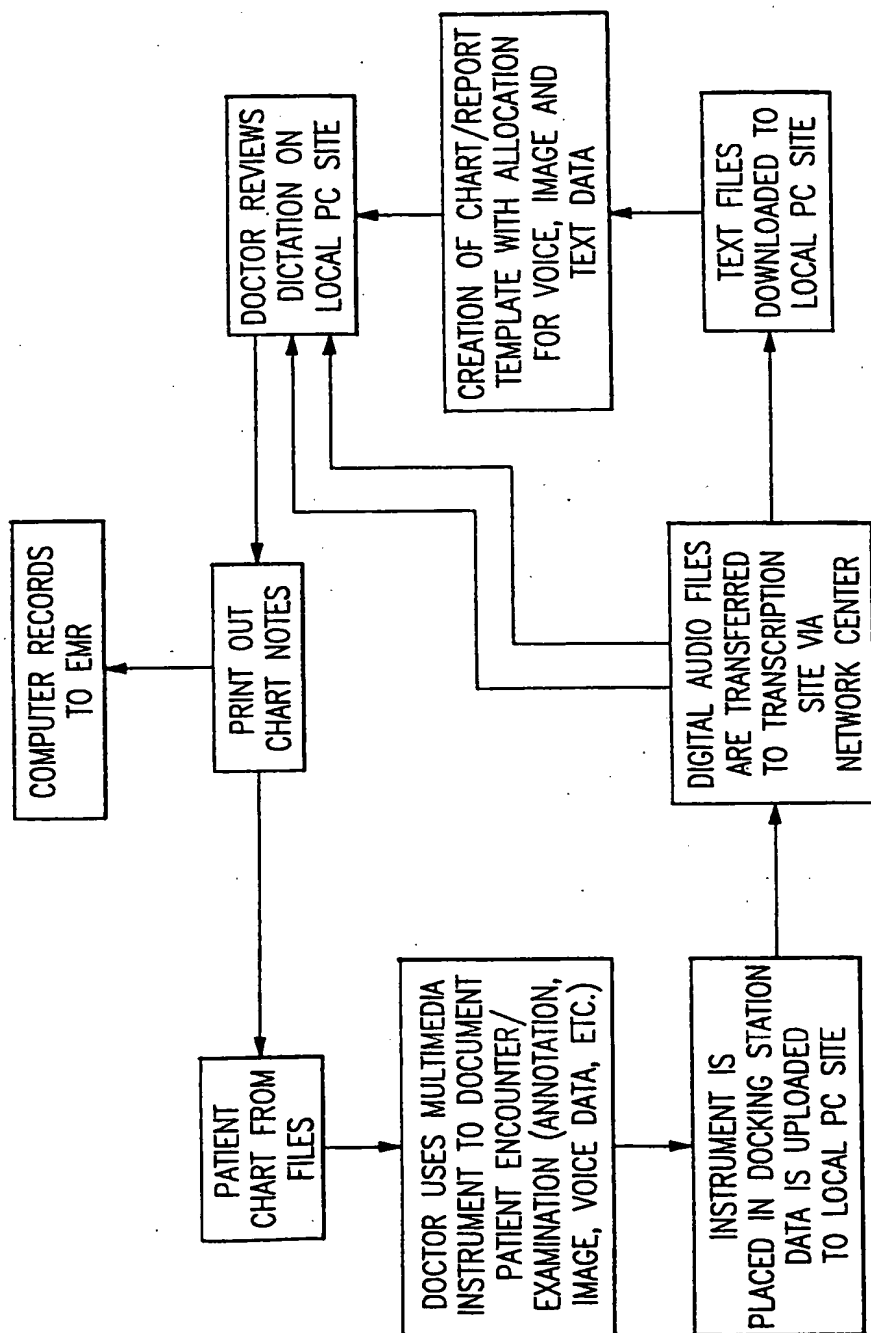 COMPUTER RECORDS
TO EMR
PATIENT
CHART FROM
FILES
PRINT OUT
CHART NOTES
DOCTOR REVIEWS
DICTATION ON
LOCAL PC SITE
DOCTOR USES MULTIMEDIA
INSTRUMENT TO DOCUMENT
PATIENT ENCOUNTER/
EXAMINATION (ANNOTATION,
IMAGE, VOICE DATA, ETC.)
CREATION OF CHART/REPORT
TEMPLATE WITH ALLOCATION
FOR VOICE, IMAGE AND
TEXT DATA
INSTRUMENT IS
PLACED IN DOCKING STATION
DATA IS UPLOADED
TO LOCAL PC SITE
DIGITAL AUDIO FILES
ARE TRANSFERRED
TO TRANSCRIPTION
SITE VIA
NETWORK CENTER
TEXT FILES
DOWNLOADED TO
LOCAL PC SITE